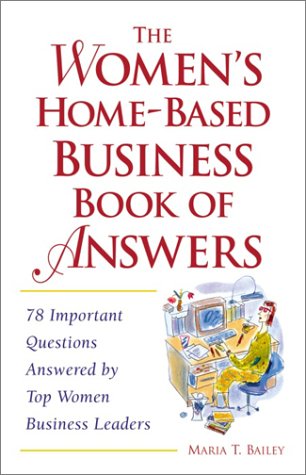 THE
WOMEN'S
HOME-BASED
BUSINESS
BOOK OF
ANSWERS
78 Important
Questions
Answered by
Top Women
Business Leaders
MARIA T. BAILEY